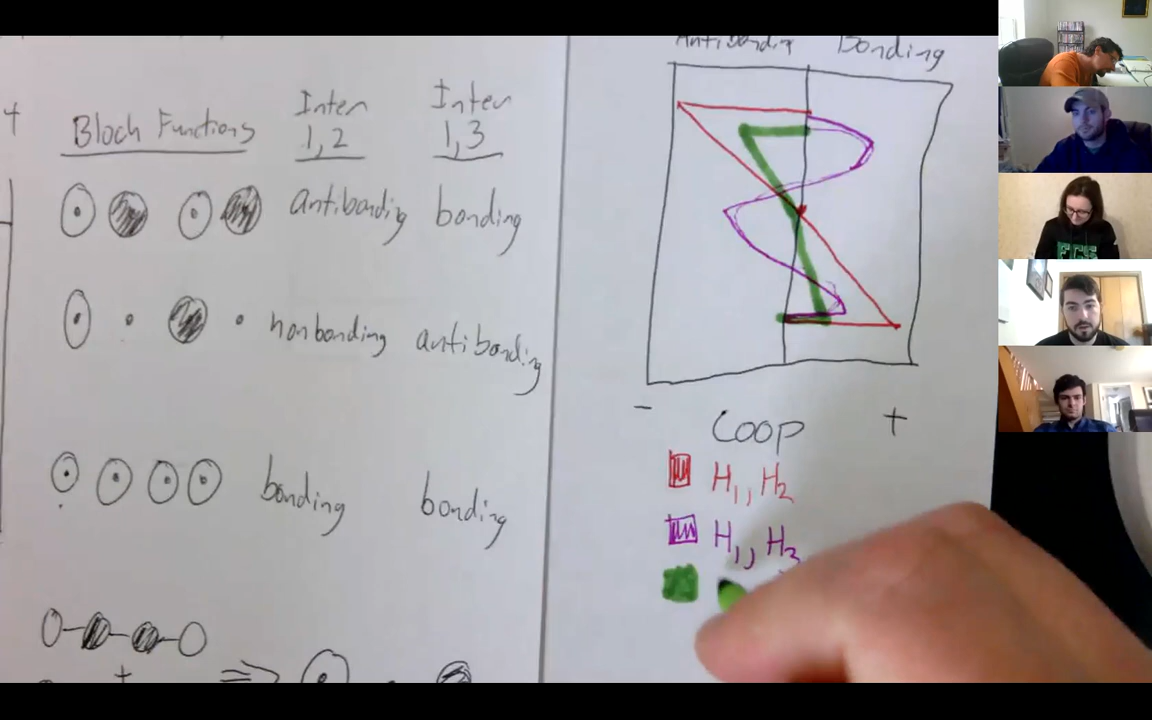 Antibonding Bonding
Bloch Functions
Inter 1,2
Inter 1,3
antibonding bonding
nonbonding antibonding
bonding bonding
+
⇒
- COOP +
H1, H2
H1, H3